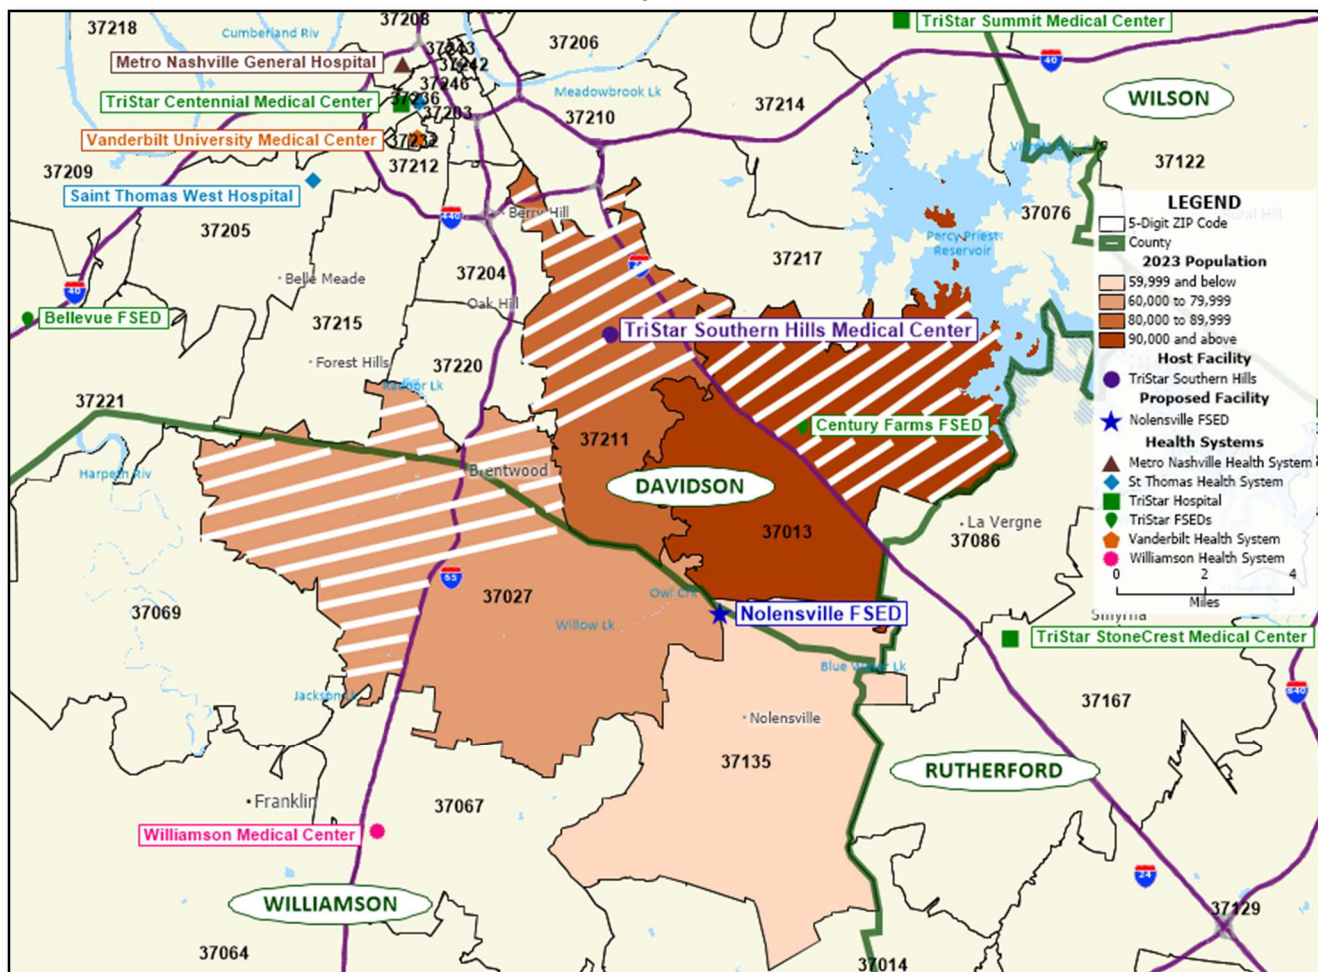 37218
Cumberland Riv
37208
37206
TriStar Summit Medical Center
Metro Nashville General Hospital
37243
37242
37246
40
WILSON
TriStar Centennial Medical Center
37236
37203
Meadowbrook Lk
37214
37210
Vanderbilt University Medical Center
37232
37212
37122
37209
Saint Thomas West Hospital
440
Berry Hill
37076
37205
37204
37217
Percy Priest
Reservoir
Belle Meade
40
Oak Hill
Bellevue FSED
37215
TriStar Southern Hills Medical Center
Forest Hills
37220
Radnor Lk
37221
Century Farms FSED
37211
Harpeth Riv
Brentwood
DAVIDSON
La Vergne
37013
37086
65
37027
Owl Crk
37069
Willow Lk
Nolensville FSED
Smyrna
TriStar StoneCrest Medical Center
Jackson Lk
Nolensville
37167
840
37135
RUTHERFORD
Franklin
37067
Williamson Medical Center
24
WILLIAMSON
37129
37064
37014
LEGEND
5-Digit ZIP Code
County
2023 Population
59,999 and below
60,000 to 79,999
80,000 to 89,999
90,000 and above
Host Facility
TriStar Southern Hills
Proposed Facility
Nolensville FSED
Health Systems
Metro Nashville Health System
St Thomas Health System
TriStar Hospital
TriStar FSEDs
Vanderbilt Health System
Williamson Health System
0 2 4
Miles